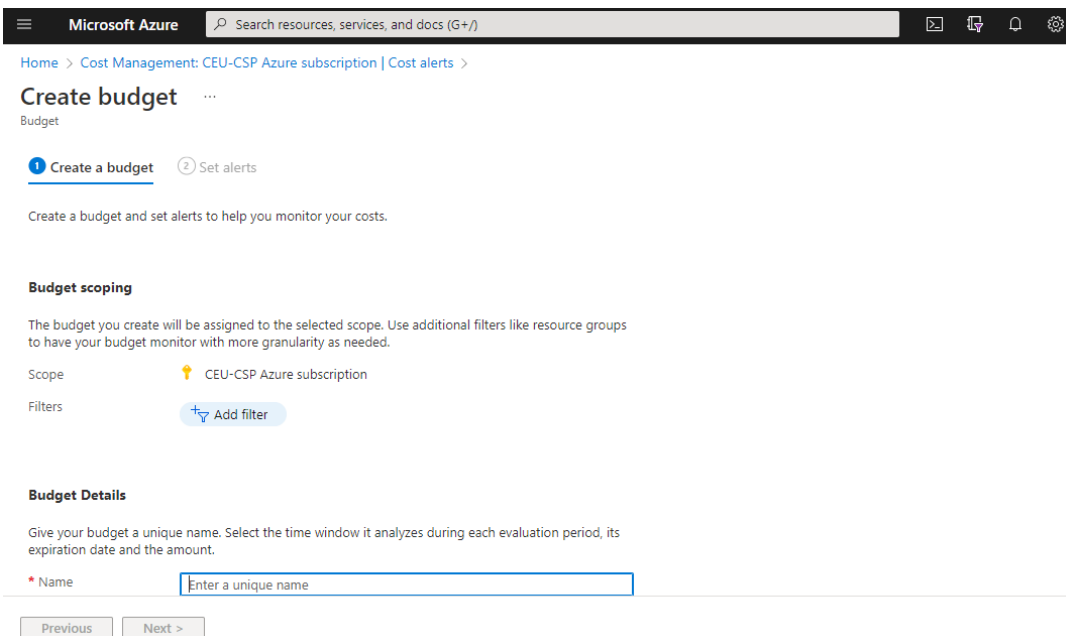 Microsoft Azure
Search resources, services, and docs (G+/)
Home > Cost Management: CEU-CSP Azure subscription | Cost alerts >
Create budget ...
Budget
1 Create a budget 2 Set alerts
Create a budget and set alerts to help you monitor your costs.
Budget scoping
The budget you create will be assigned to the selected scope. Use additional filters like resource groups
to have your budget monitor with more granularity as needed.
Scope CEU-CSP Azure subscription
Filters Add filter
Budget Details
Give your budget a unique name. Select the time window it analyzes during each evaluation period, its
expiration date and the amount.
* Name Enter a unique name
Previous Next >